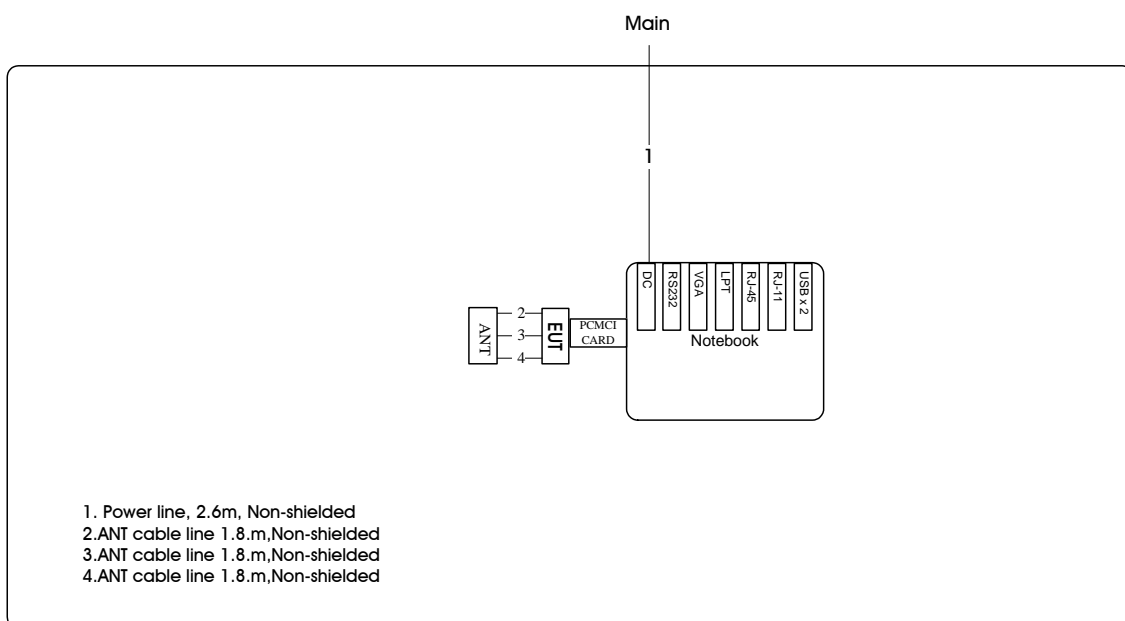 Main
1
DC
RS232
VGA
LPT
RJ-45
RJ-11
USB x 2
Notebook
PCMCI
CARD
EUT
2
3
4
ANT
1. Power line, 2.6m, Non-shielded
2.ANT cable line 1.8.m,Non-shielded
3.ANT cable line 1.8.m,Non-shielded
4.ANT cable line 1.8.m,Non-shielded